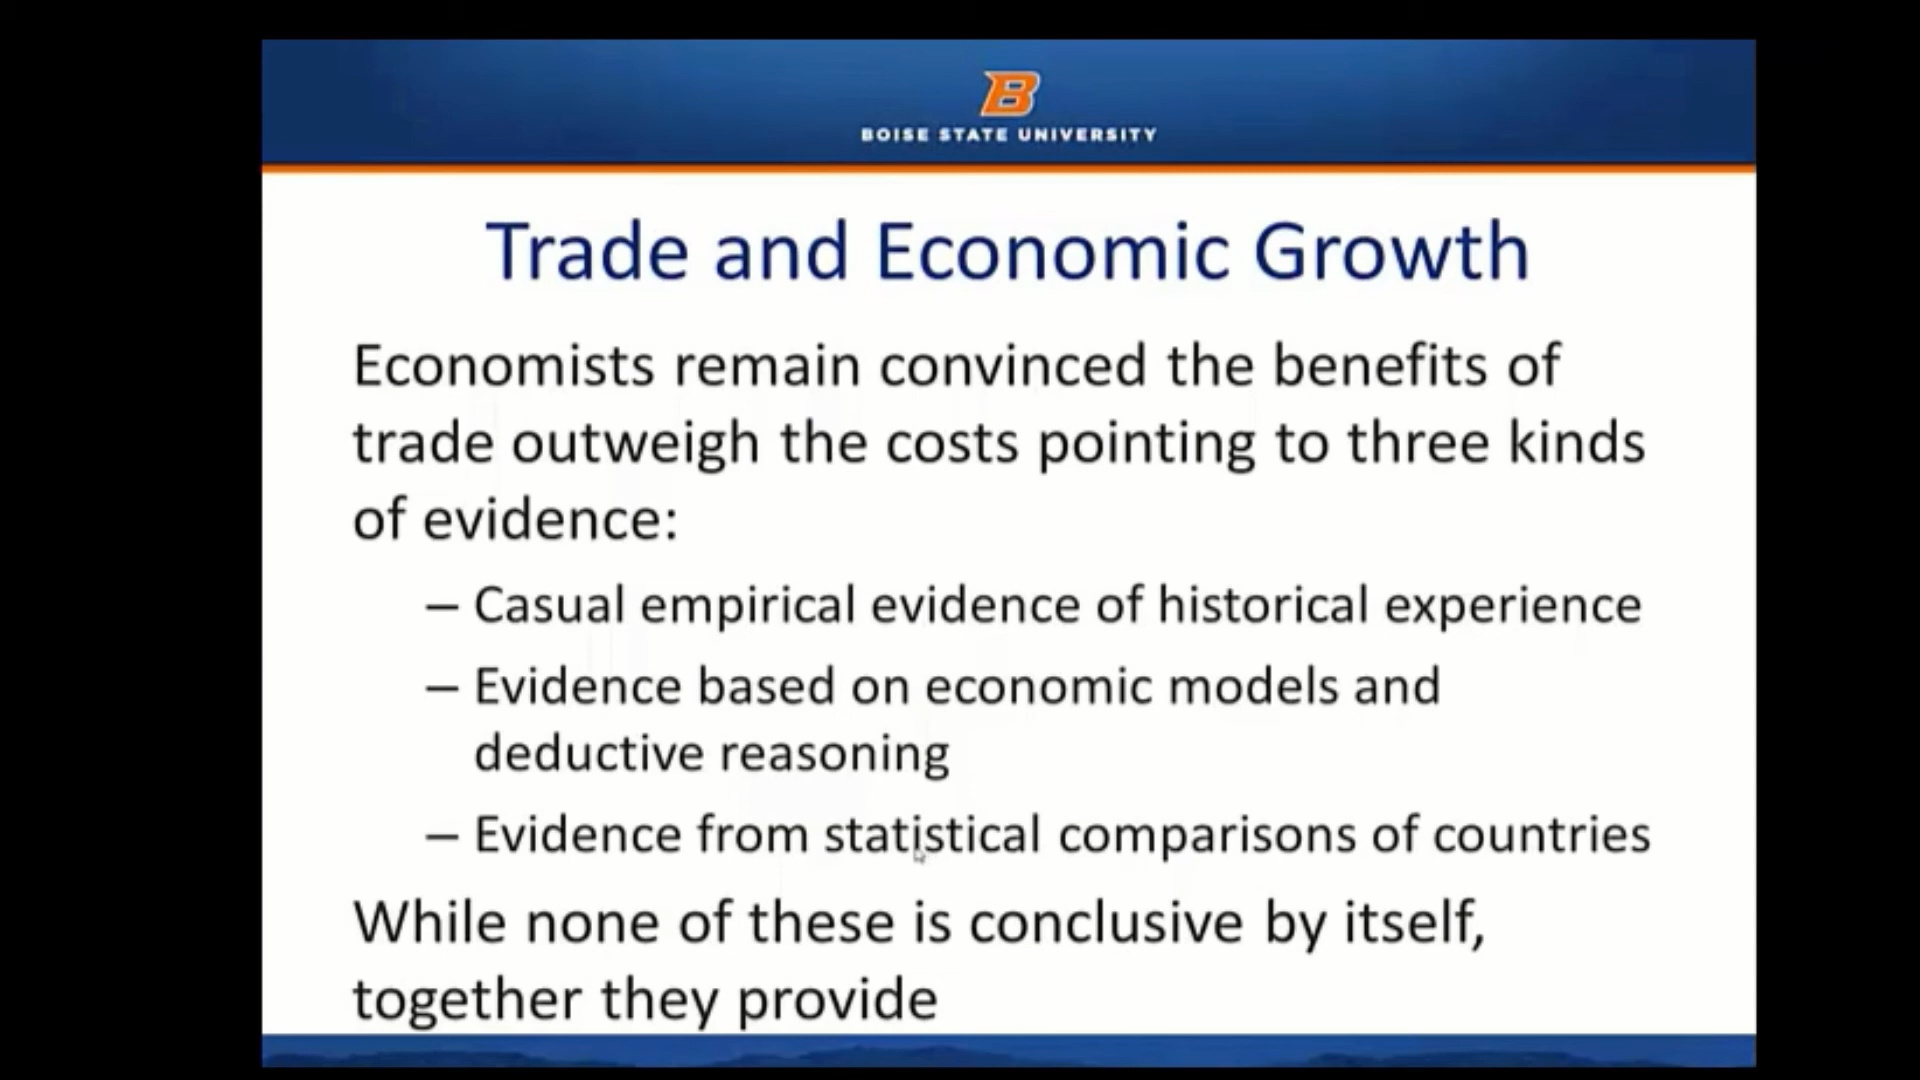 B
BOISE STATE UNIVERSITY
Trade and Economic Growth
Economists remain convinced the benefits of
trade outweigh the costs pointing to three kinds
of evidence:
– Casual empirical evidence of historical experience
– Evidence based on economic models and
deductive reasoning
– Evidence from statistical comparisons of countries
While none of these is conclusive by itself,
together they provide